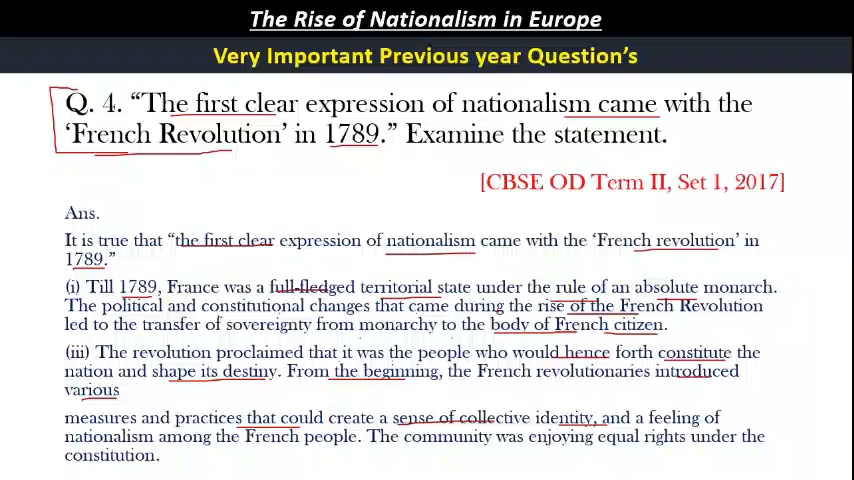 The Rise of Nationalism in Europe
Very Important Previous year Question's
Q. 4. “The first clear expression of nationalism came with the
‘French Revolution’ in 1789.” Examine the statement.
[CBSE OD Term II, Set 1, 2017]
Ans.
It is true that “the first clear expression of nationalism came with the ‘French revolution’ in
1789.”
(i) Till 1789, France was a full-fledged territorial state under the rule of an absolute monarch.
The political and constitutional changes that came during the rise of the French Revolution
led to the transfer of sovereignty from monarchy to the body of French citizen.
(iii) The revolution proclaimed that it was the people who would hence forth constitute the
nation and shape its destiny. From the beginning, the French revolutionaries introduced
various
measures and practices that could create a sense of collective identity, and a feeling of
nationalism among the French people. The community was enjoying equal rights under the
constitution.